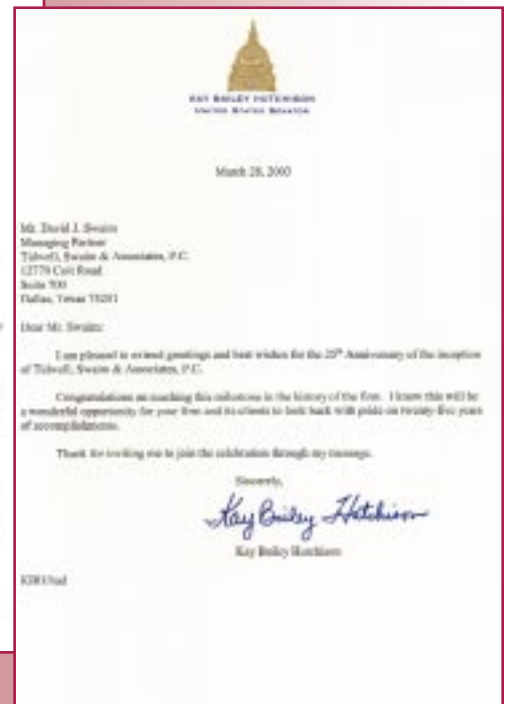 KAY BAILEY HUTCHISON
UNITED STATES SENATOR
March 28, 2003
Mr. David J. Swaim
Managing Partner
Tidwell, Swaim & Associates, P.C.
12770 Coit Road
Suite 700
Dallas, Texas 75251
Dear Mr. Swaim:
I am pleased to extend greetings and best wishes for the 25th Anniversary of the inception
of Tidwell, Swaim & Associates, P.C.
Congratulations on reaching this milestone in the history of the firm. I know this will be
a wonderful opportunity for your firm and its clients to look back with pride on twenty-five years
of accomplishments.
Thank for inviting me to join the celebration through my message.
Sincerely,
Kay Bailey Hutchison
Kay Bailey Hutchison